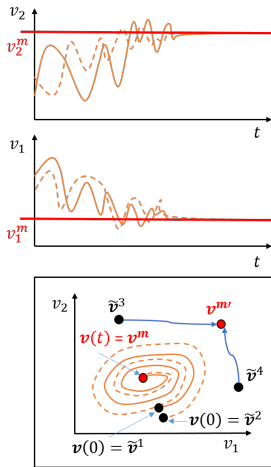 v₂
v₂ᵐ
t
v₁
v₁ᵐ
t
v₂
ṽ³
vᵐ′
v(t) = vᵐ
ṽ⁴
v(0) = ṽ²
v(0) = ṽ¹
v₁